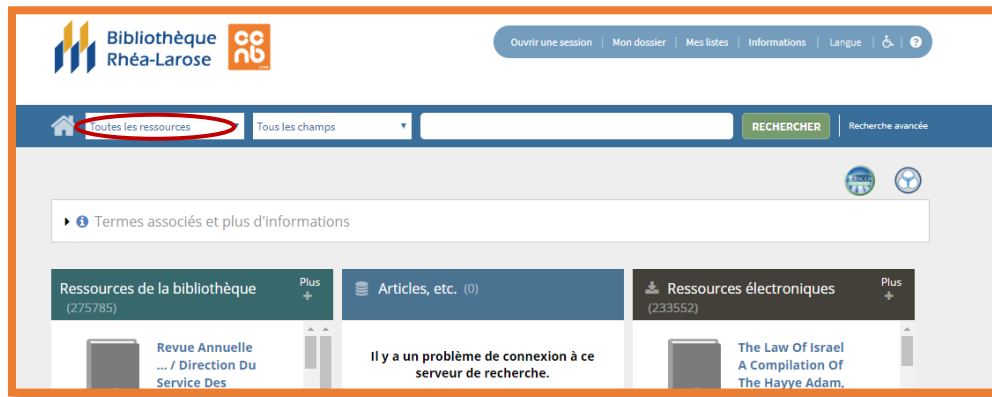 Bibliothèque
Rhéa-Larose
ccnb
Ouvrir une session | Mon dossier | Mes listes | Informations | Langue
Toutes les ressources
Tous les champs
RECHERCHER
Recherche avancée
Termes associés et plus d'informations
Ressources de la bibliothèque Plus
(275785) +
Articles, etc. (0)
Ressources électroniques Plus
(233552) +
Revue Annuelle
... / Direction Du
Service Des
Il y a un problème de connexion à ce
serveur de recherche.
The Law Of Israel
A Compilation Of
The Hayye Adam,